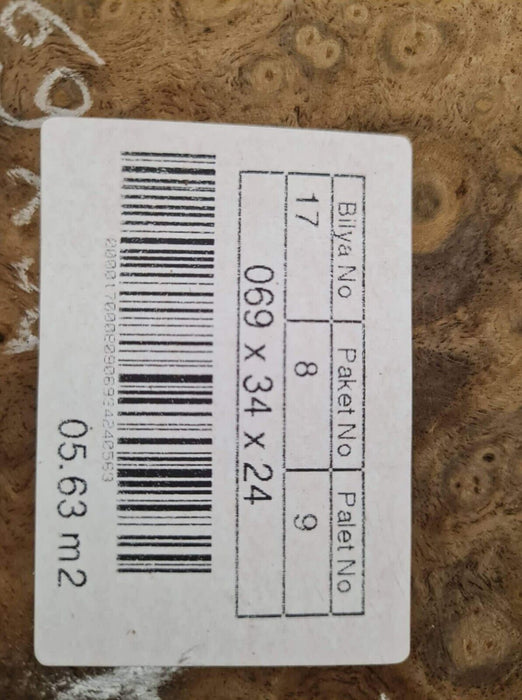 Bilya No Paket No Palet No
17 8 9
069 x 34 x 24
05.63 m2